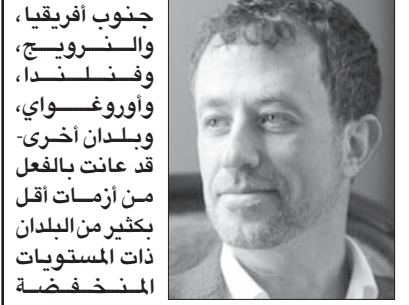 جنوب أفريقيا،
والنرويج،
وفنلندا،
وأوروغواي،
وبلدان أخرى-
قد عانت بالفعل
من أزمات أقل
بكثير من البلدان
ذات المستويات
المنخفضة